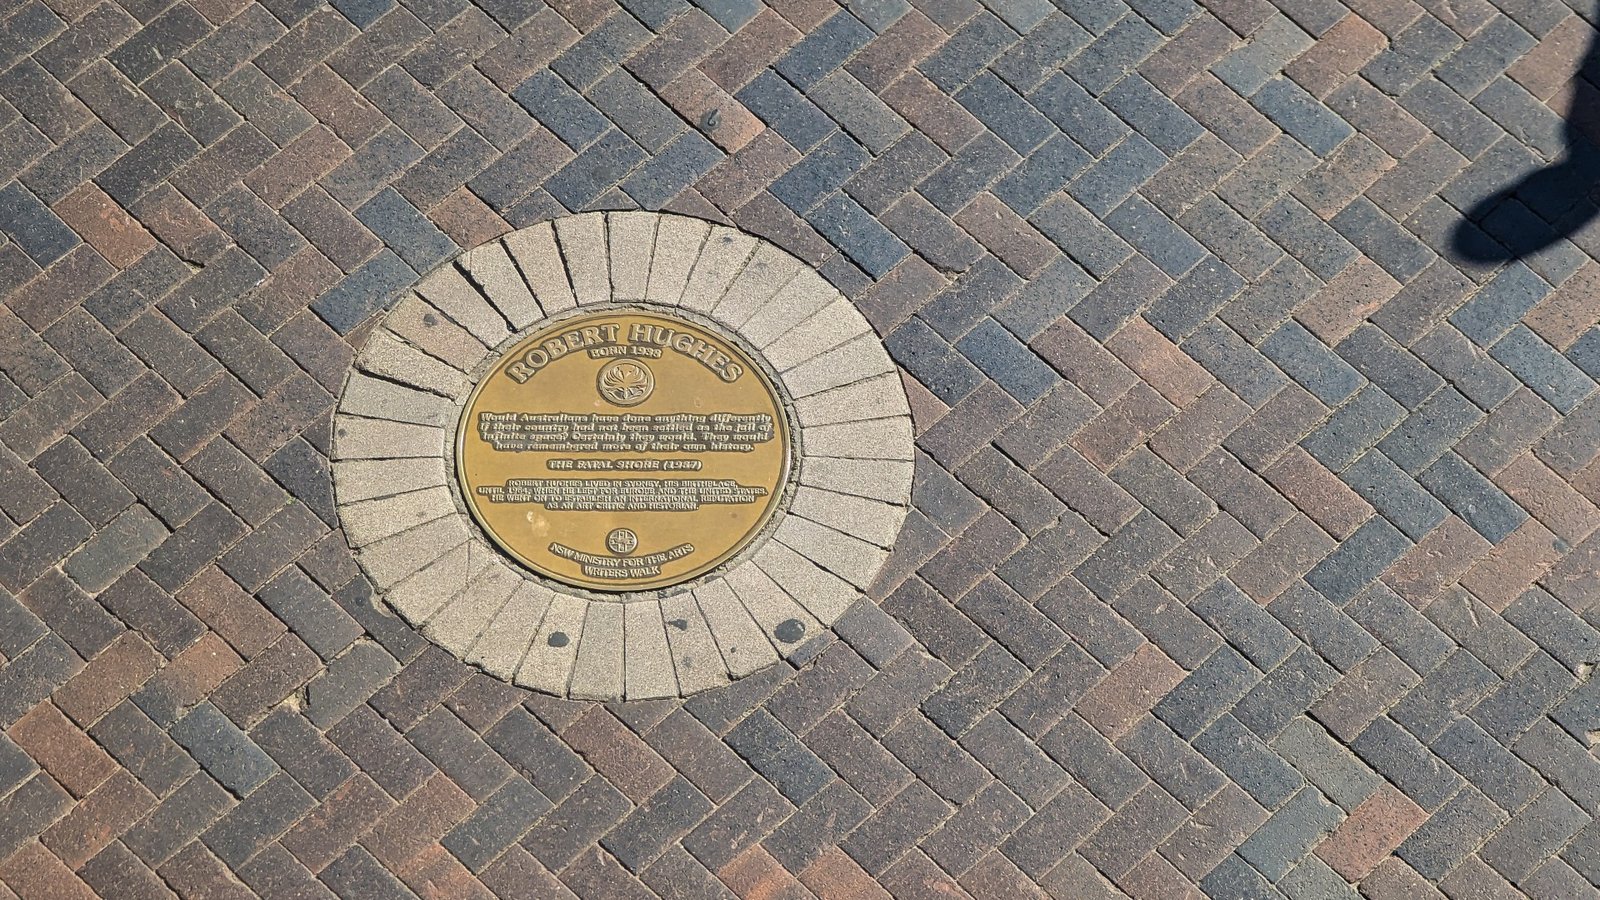 ROBERT HUGHES
BORN 1938
Would Australians have done anything differently
if their country had not been settled as the jail of
infinite space? Certainly they would. They would
have remembered more of their own history.
THE FATAL SHORE (1987)
ROBERT HUGHES LIVED IN SYDNEY, HIS BIRTHPLACE,
UNTIL 1964, WHEN HE LEFT FOR EUROPE AND THE UNITED STATES.
HE WENT ON TO ESTABLISH AN INTERNATIONAL REPUTATION
AS AN ART CRITIC AND HISTORIAN.
NSW MINISTRY FOR THE ARTS
WRITERS WALK